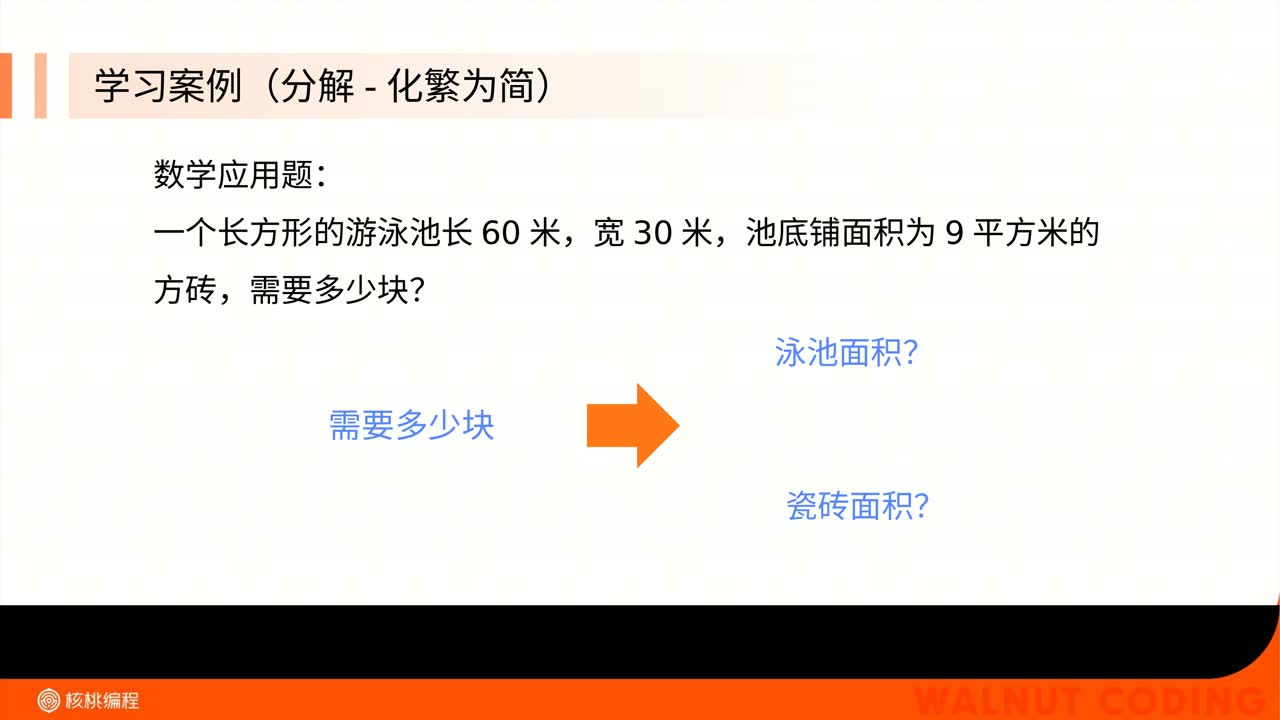 学习案例（分解 - 化繁为简）
数学应用题：
一个长方形的游泳池长 60 米，宽 30 米，池底铺面积为 9 平方米的
方砖，需要多少块？
泳池面积？
需要多少块
瓷砖面积？
核桃编程
WALNUT CODING